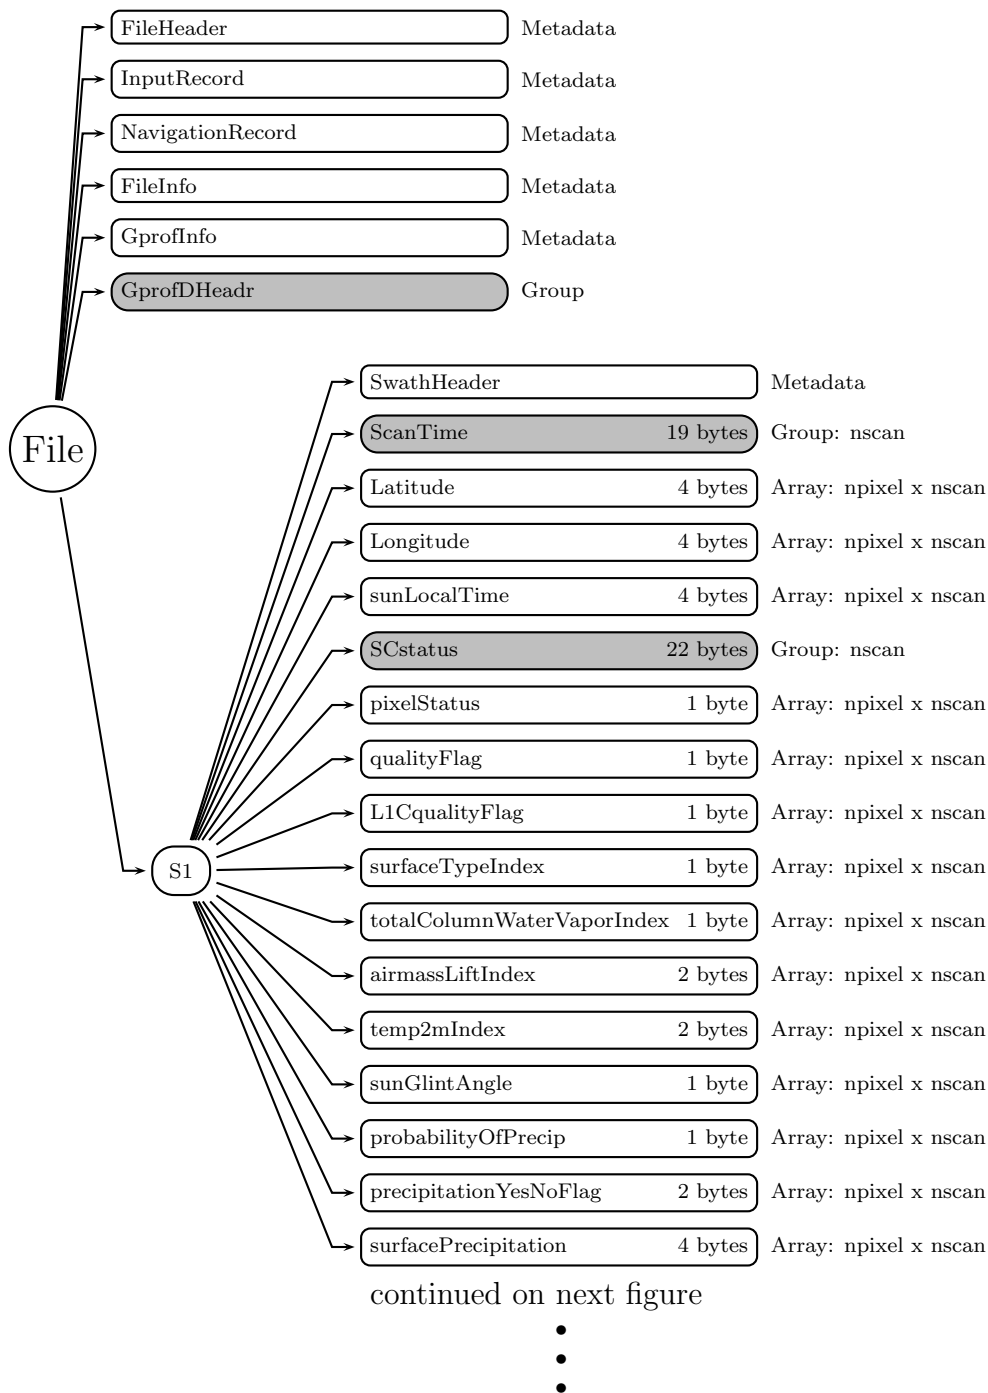 FileHeader Metadata
InputRecord Metadata
NavigationRecord Metadata
FileInfo Metadata
GprofInfo Metadata
GprofDHeadr Group
SwathHeader Metadata
File
ScanTime 19 bytes Group: nscan
Latitude 4 bytes Array: npixel x nscan
Longitude 4 bytes Array: npixel x nscan
sunLocalTime 4 bytes Array: npixel x nscan
SCstatus 22 bytes Group: nscan
pixelStatus 1 byte Array: npixel x nscan
qualityFlag 1 byte Array: npixel x nscan
L1CqualityFlag 1 byte Array: npixel x nscan
S1
surfaceTypeIndex 1 byte Array: npixel x nscan
totalColumnWaterVaporIndex 1 byte Array: npixel x nscan
airmassLiftIndex 2 bytes Array: npixel x nscan
temp2mIndex 2 bytes Array: npixel x nscan
sunGlintAngle 1 byte Array: npixel x nscan
probabilityOfPrecip 1 byte Array: npixel x nscan
precipitationYesNoFlag 2 bytes Array: npixel x nscan
surfacePrecipitation 4 bytes Array: npixel x nscan
continued on next figure